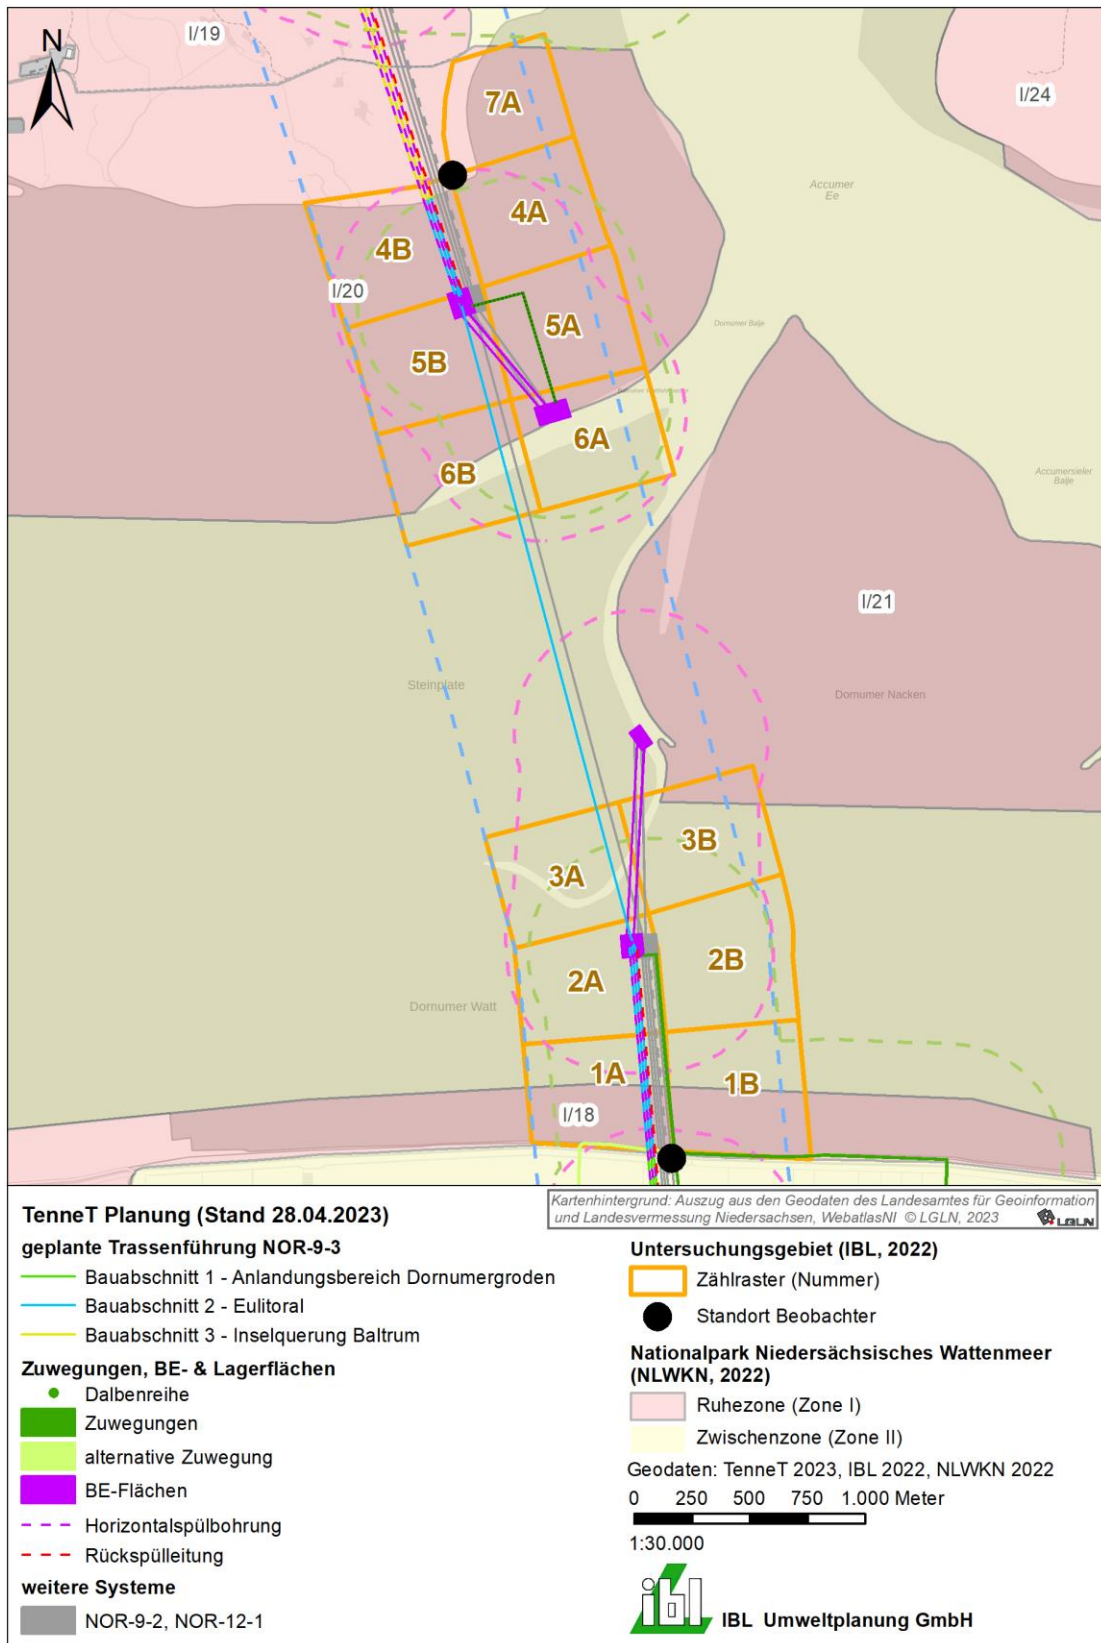 I/19
N
I/24
7A
Accumer
Ee
4A
4B
I/20
Dornumer Balje
5A
5B
6A
6B
Accumersieler
Balje
I/21
Steinplate
Dornumer Nacken
3B
3A
2B
2A
Dornumer Watt
1A
1B
I/18
Kartenhintergrund: Auszug aus den Geodaten des Landesamtes für Geoinformation
und Landesvermessung Niedersachsen, WebatlasNI © LGLN, 2023
LGLN
TenneT Planung (Stand 28.04.2023)
geplante Trassenführung NOR-9-3
Bauabschnitt 1 - Anlandungsbereich Dornumergroden
Bauabschnitt 2 - Eulitoral
Bauabschnitt 3 - Inselquerung Baltrum
Zuwegungen, BE- & Lagerflächen
Dalbenreihe
Zuwegungen
alternative Zuwegung
BE-Flächen
Horizontalspülbohrung
Rückspülleitung
weitere Systeme
NOR-9-2, NOR-12-1
Untersuchungsgebiet (IBL, 2022)
Zählraster (Nummer)
Standort Beobachter
Nationalpark Niedersächsisches Wattenmeer
(NLWKN, 2022)
Ruhezone (Zone I)
Zwischenzone (Zone II)
Geodaten: TenneT 2023, IBL 2022, NLWKN 2022
0 250 500 750 1.000 Meter
1:30.000
ibl
IBL Umweltplanung GmbH